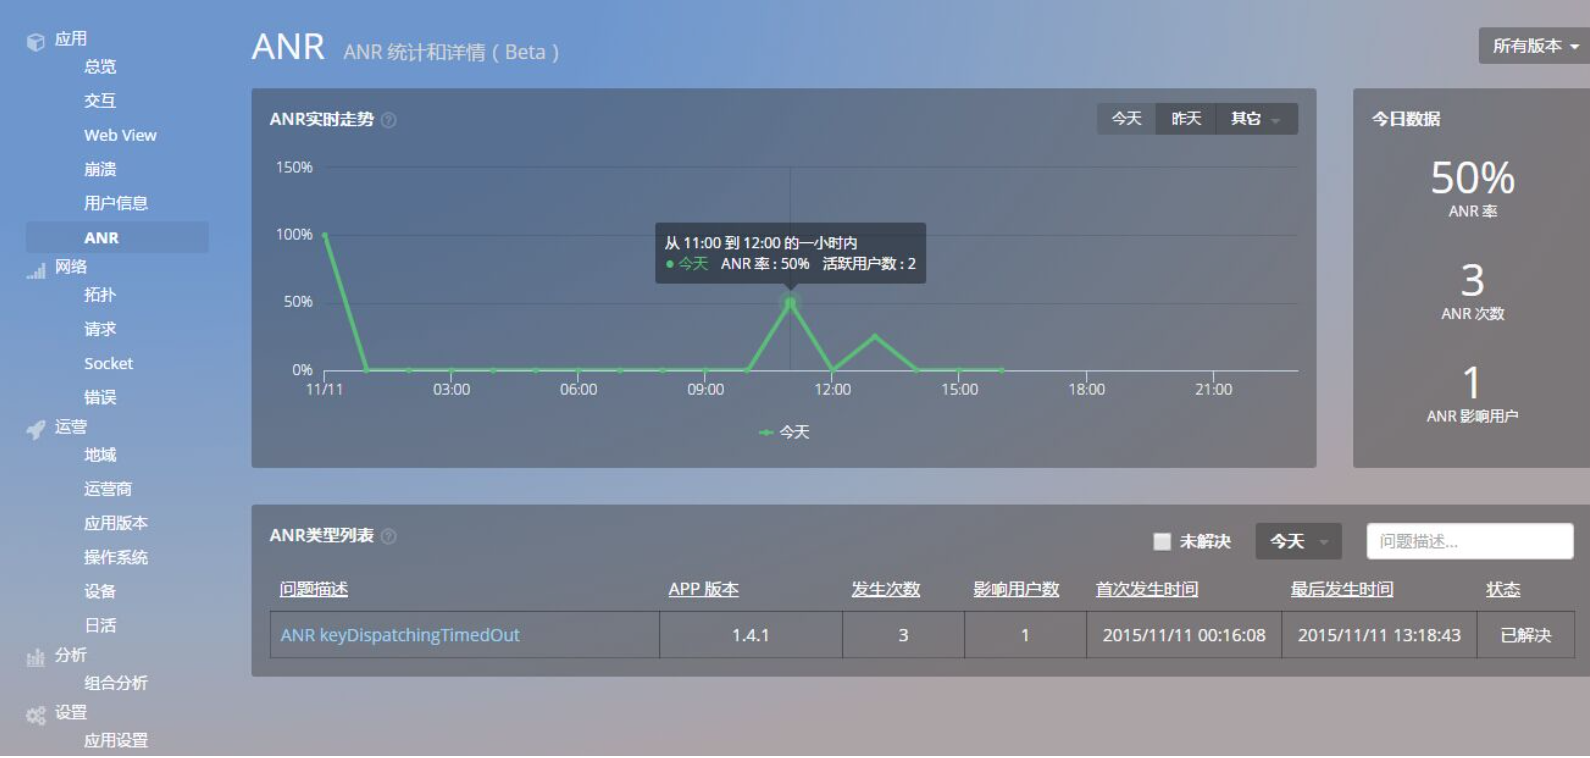 应用
总览
交互
Web View
崩溃
用户信息
ANR
网络
拓扑
请求
Socket
错误
运营
地域
运营商
应用版本
操作系统
设备
日活
分析
组合分析
设置
应用设置
ANR ANR 统计和详情 ( Beta )
所有版本
ANR实时走势 ?
今天 昨天 其它
150%
100%
50%
0%
从 11:00 到 12:00 的一小时内
今天 ANR 率 : 50% 活跃用户数 : 2
11/11 03:00 06:00 09:00 12:00 15:00 18:00 21:00
今天
今日数据
50%
ANR 率
3
ANR 次数
1
ANR 影响用户
ANR类型列表 ?
未解决 今天 问题描述...
问题描述 APP 版本 发生次数 影响用户数 首次发生时间 最后发生时间 状态
ANR keyDispatchingTimedOut 1.4.1 3 1 2015/11/11 00:16:08 2015/11/11 13:18:43 已解决